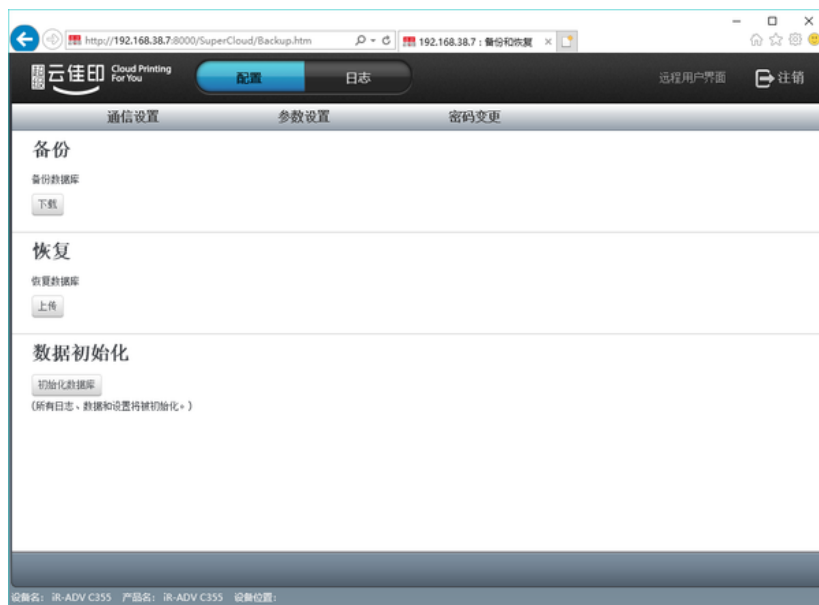 http://192.168.38.7:8000/SuperCloud/Backup.htm
192.168.38.7 : 备份和恢复
云佳印 Cloud Printing For You
配置
日志
远程用户界面
注销
通信设置 参数设置 密码变更
备份
备份数据库
下载
恢复
恢复数据库
上传
数据初始化
初始化数据库
(所有日志、数据和设置将被初始化。)
设备名: iR-ADV C355 产品名: iR-ADV C355 设备位置: